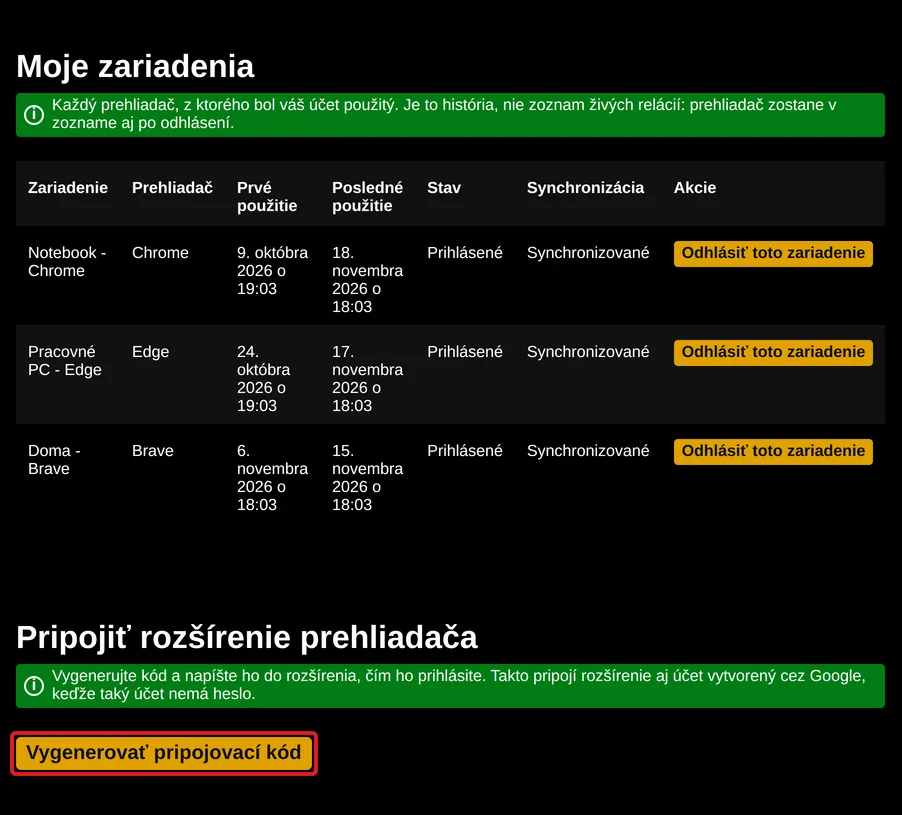 Moje zariadenia
Každý prehliadač, z ktorého bol váš účet použitý. Je to história, nie zoznam živých relácií: prehliadač zostane v
zozname aj po odhlásení.
Zariadenie Prehliadač Prvé použitie Posledné použitie Stav Synchronizácia Akcie
Notebook - Chrome Chrome 9. októbra 2026 o 19:03 18. novembra 2026 o 18:03 Prihlásené Synchronizované Odhlásiť toto zariadenie
Pracovné PC - Edge Edge 24. októbra 2026 o 19:03 17. novembra 2026 o 18:03 Prihlásené Synchronizované Odhlásiť toto zariadenie
Doma - Brave Brave 6. novembra 2026 o 18:03 15. novembra 2026 o 18:03 Prihlásené Synchronizované Odhlásiť toto zariadenie
Pripojiť rozšírenie prehliadača
Vygenerujte kód a napíšte ho do rozšírenia, čím ho prihlásite. Takto pripojí rozšírenie aj účet vytvorený cez Google,
keďže taký účet nemá heslo.
Vygenerovať pripojovací kód